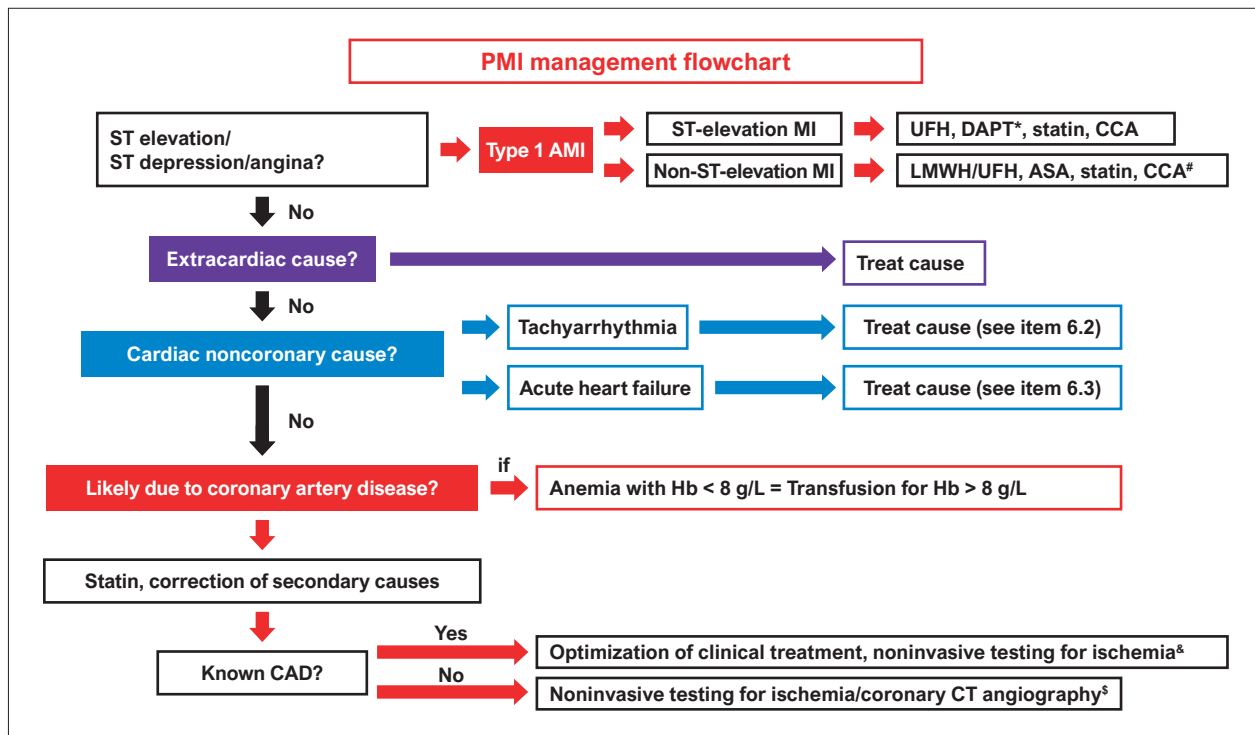 PMI management flowchart
ST elevation/
ST depression/angina?
Type 1 AMI
ST-elevation MI
UFH, DAPT*, statin, CCA
Non-ST-elevation MI
LMWH/UFH, ASA, statin, CCA#
No
Extracardiac cause?
Treat cause
No
Cardiac noncoronary cause?
Tachyarrhythmia
Treat cause (see item 6.2)
Acute heart failure
Treat cause (see item 6.3)
No
Likely due to coronary artery disease?
if
Anemia with Hb < 8 g/L = Transfusion for Hb > 8 g/L
Statin, correction of secondary causes
Known CAD?
Yes
Optimization of clinical treatment, noninvasive testing for ischemia&
No
Noninvasive testing for ischemia/coronary CT angiography$